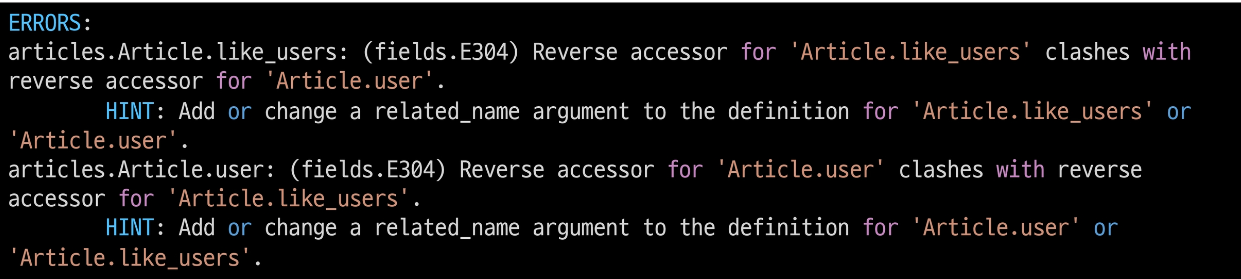 ERRORS:
articles.Article.like_users: (fields.E304) Reverse accessor for 'Article.like_users' clashes with
reverse accessor for 'Article.user'.
HINT: Add or change a related_name argument to the definition for 'Article.like_users' or
'Article.user'.
articles.Article.user: (fields.E304) Reverse accessor for 'Article.user' clashes with reverse
accessor for 'Article.like_users'.
HINT: Add or change a related_name argument to the definition for 'Article.user' or
'Article.like_users'.